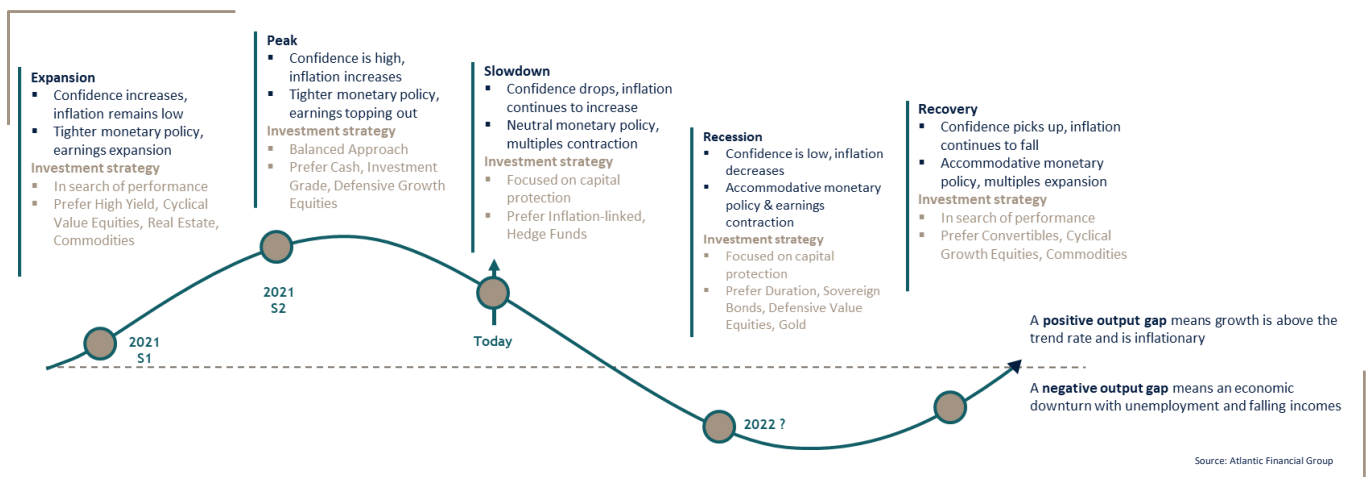 Expansion
▪ Confidence increases,
inflation remains low
▪ Tighter monetary policy,
earnings expansion
Investment strategy
▪ In search of performance
▪ Prefer High Yield, Cyclical
Value Equities, Real Estate,
Commodities
Peak
▪ Confidence is high,
inflation increases
▪ Tighter monetary policy,
earnings topping out
Investment strategy
▪ Balanced Approach
▪ Prefer Cash, Investment
Grade, Defensive Growth
Equities
Slowdown
▪ Confidence drops, inflation
continues to increase
▪ Neutral monetary policy,
multiples contraction
Investment strategy
▪ Focused on capital
protection
▪ Prefer Inflation-linked,
Hedge Funds
Recession
▪ Confidence is low, inflation
decreases
▪ Accommodative monetary
policy & earnings
contraction
Investment strategy
▪ Focused on capital
protection
▪ Prefer Duration, Sovereign
Bonds, Defensive Value
Equities, Gold
Recovery
▪ Confidence picks up, inflation
continues to fall
▪ Accommodative monetary
policy, multiples expansion
Investment strategy
▪ In search of performance
▪ Prefer Convertibles, Cyclical
Growth Equities, Commodities
2021
S1
2021
S2
Today
2022 ?
A positive output gap means growth is above the
trend rate and is inflationary
A negative output gap means an economic
downturn with unemployment and falling incomes
Source: Atlantic Financial Group